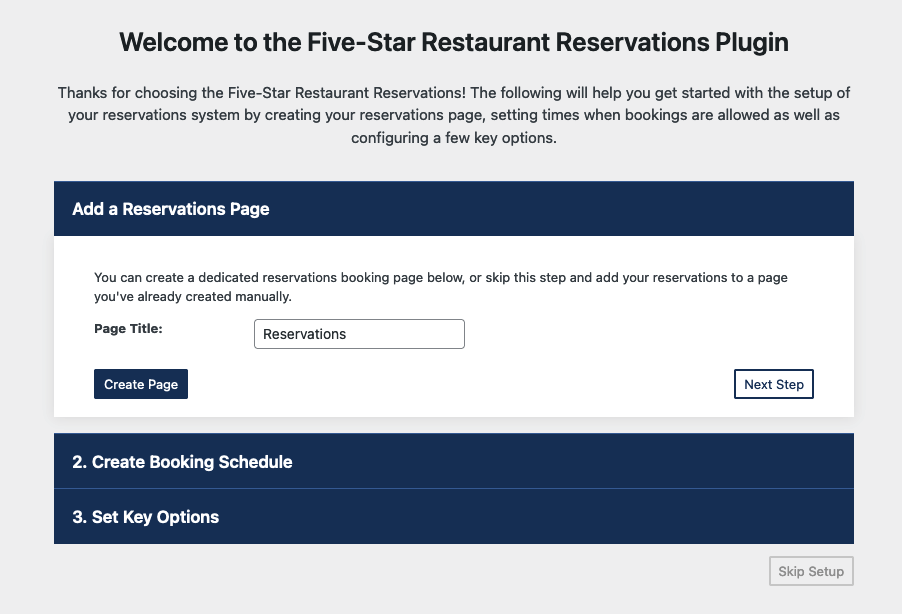 Welcome to the Five-Star Restaurant Reservations Plugin
Thanks for choosing the Five-Star Restaurant Reservations! The following will help you get started with the setup of
your reservations system by creating your reservations page, setting times when bookings are allowed as well as
configuring a few key options.
Add a Reservations Page
You can create a dedicated reservations booking page below, or skip this step and add your reservations to a page
you've already created manually.
Page Title:
Reservations
Create Page
Next Step
2. Create Booking Schedule
3. Set Key Options
Skip Setup